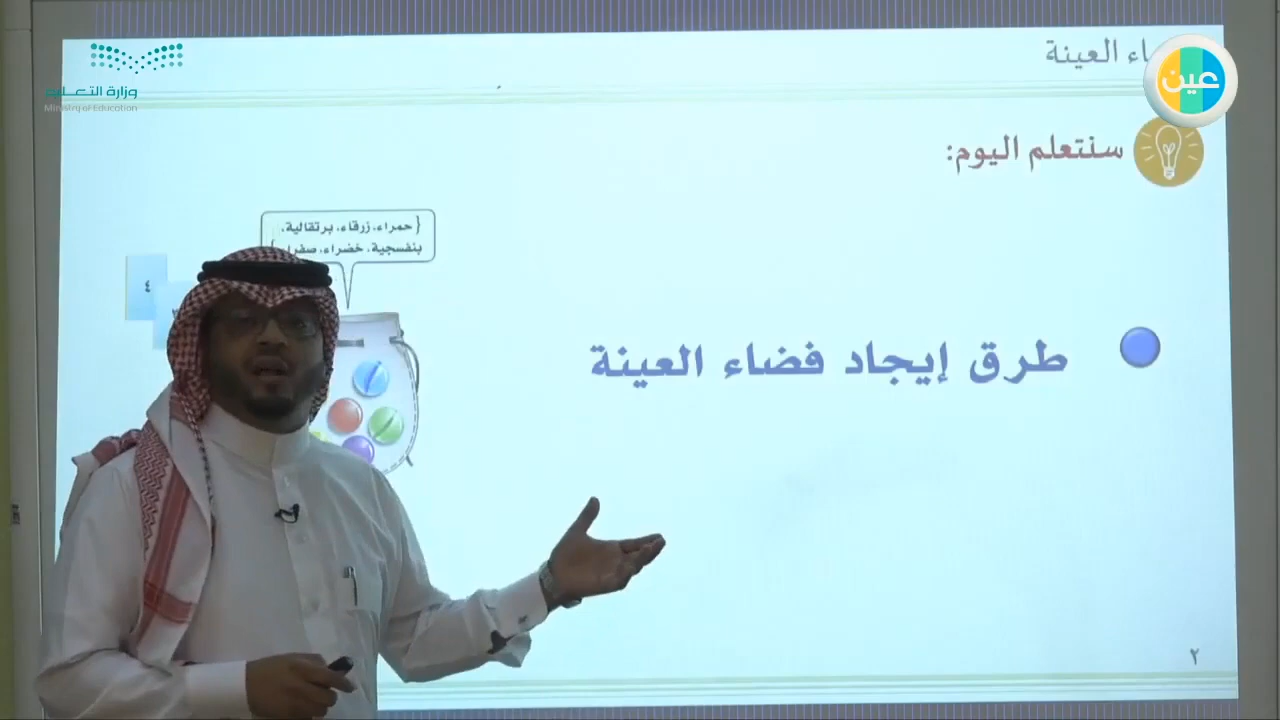 العينة
عين
وزارة التعليم
Ministry of Education
سنتعلم اليوم:
{حمراء، زرقاء، برتقالية،
بنفسجية، خضراء، صفراء}
٤
طرق إيجاد فضاء العينة
٢